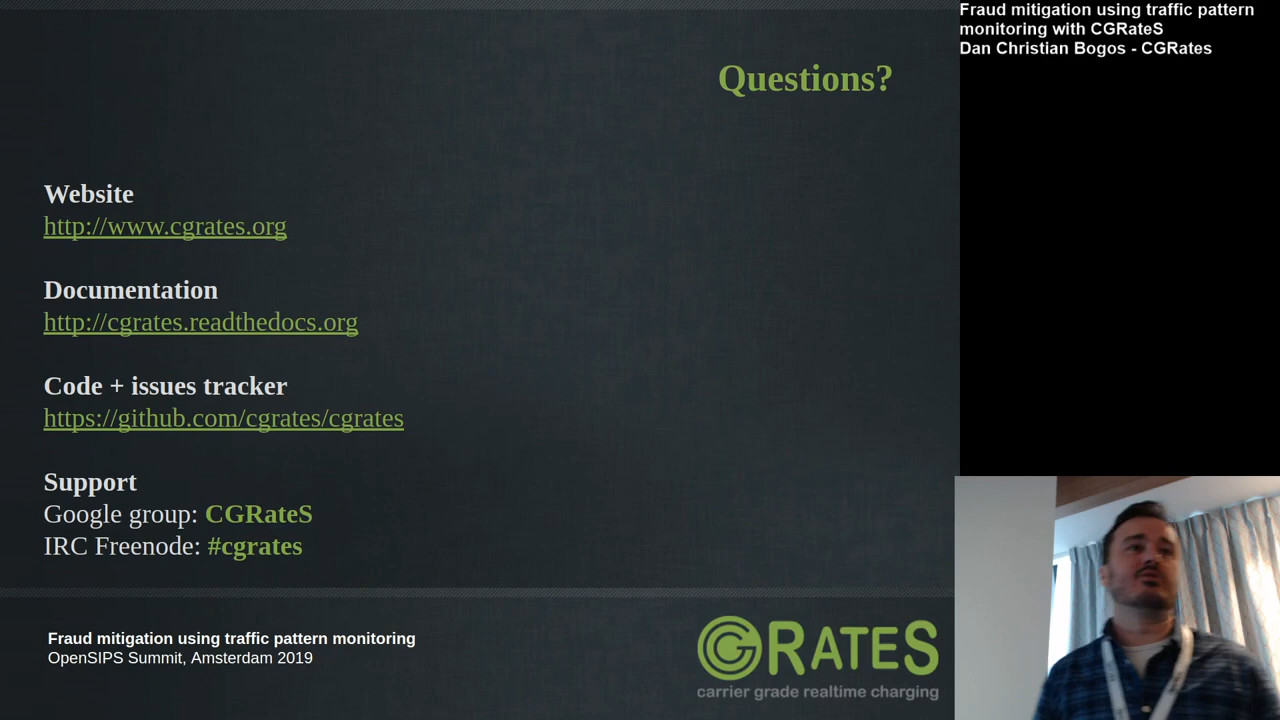 Fraud mitigation using traffic pattern
monitoring with CGRateS
Dan Christian Bogos - CGRates
Questions?
Website
http://www.cgrates.org
Documentation
http://cgrates.readthedocs.org
Code + issues tracker
https://github.com/cgrates/cgrates
Support
Google group: CGRateS
IRC Freenode: #cgrates
Fraud mitigation using traffic pattern monitoring
OpenSIPS Summit, Amsterdam 2019
CGRATES
carrier grade realtime charging